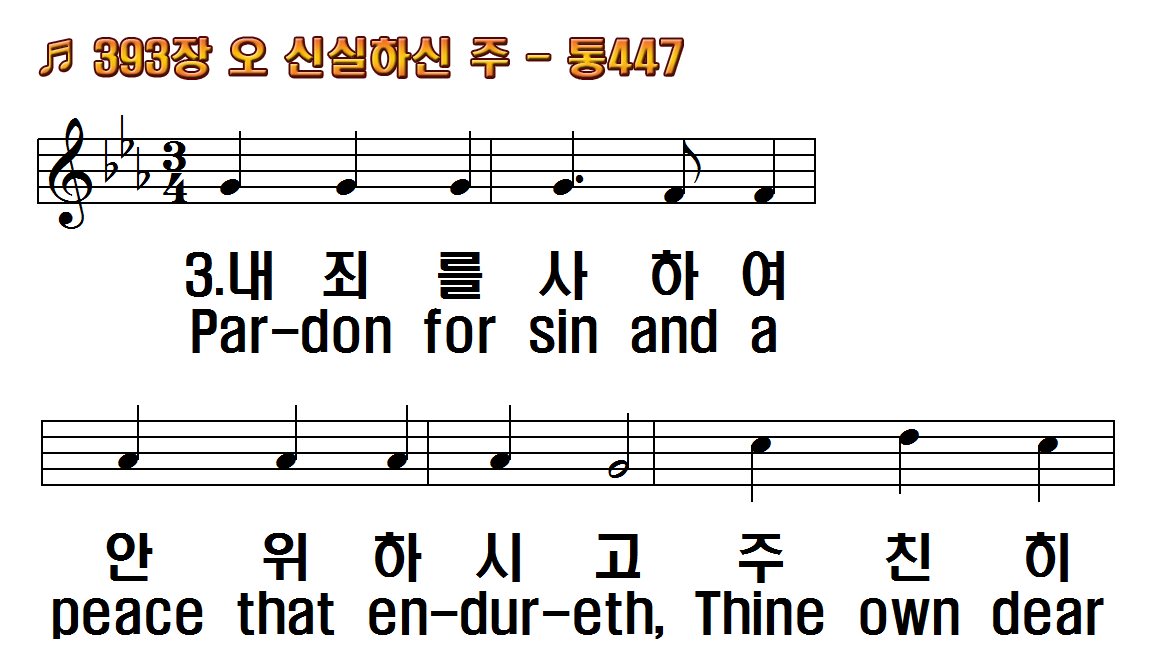 ♬ 393장 오 신실하신 주 - 통447
3
4
3.내 죄 를 사 하 여
Par-don for sin and a
안 위 하 시 고 주 친 히
peace that en-dur-eth, Thine own dear